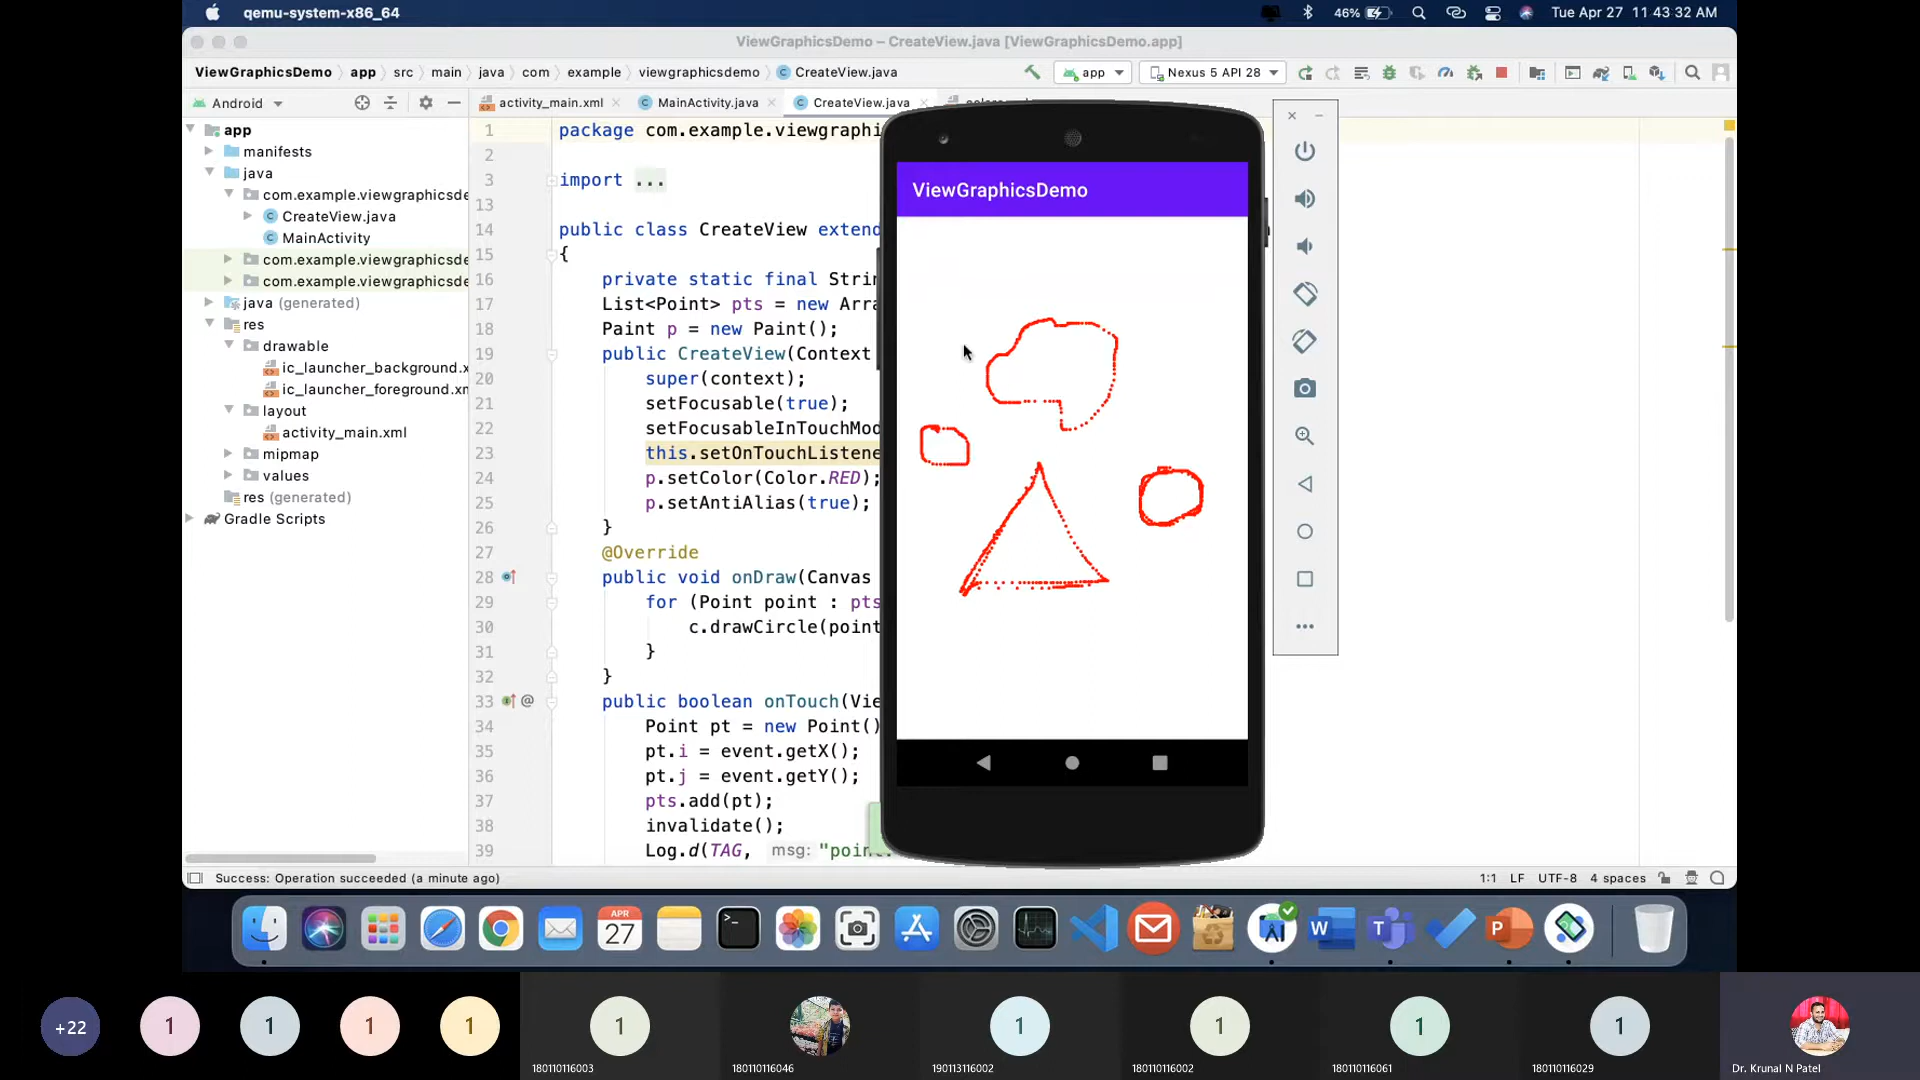 qemu-system-x86_64
46%
Tue Apr 27 11:43:32 AM
ViewGraphicsDemo – CreateView.java [ViewGraphicsDemo.app]
ViewGraphicsDemo app src main java com example viewgraphicsdemo CreateView.java
app
Nexus 5 API 28
Android
activity_main.xml
MainActivity.java
CreateView.java
app
manifests
java
com.example.viewgraphicsde
CreateView.java
MainActivity
com.example.viewgraphicsde
com.example.viewgraphicsde
java (generated)
res
drawable
ic_launcher_background.x
ic_launcher_foreground.xm
layout
activity_main.xml
mipmap
values
res (generated)
Gradle Scripts
1 package com.example.viewgraphi
2
3 import ...
13
14 public class CreateView extend
15 {
16 private static final Strin
17 List<Point> pts = new Arra
18 Paint p = new Paint();
19 public CreateView(Context
20 super(context);
21 setFocusable(true);
22 setFocusableInTouchMod
23 this.setOnTouchListene
24 p.setColor(Color.RED);
25 p.setAntiAlias(true);
26 }
27 @Override
28 public void onDraw(Canvas
29 for (Point point : pts
30 c.drawCircle(point
31 }
32 }
33 @ public boolean onTouch(Vie
34 Point pt = new Point()
35 pt.i = event.getX();
36 pt.j = event.getY();
37 pts.add(pt);
38 invalidate();
39 Log.d(TAG, msg: "poin
ViewGraphicsDemo
Success: Operation succeeded (a minute ago)
1:1 LF UTF-8 4 spaces
APR
27
W
T
P
+22
1
1
1
1
1
1
1
1
1
180110116003
180110116046
190113116002
180110116002
180110116061
180110116029
Dr. Krunal N Patel